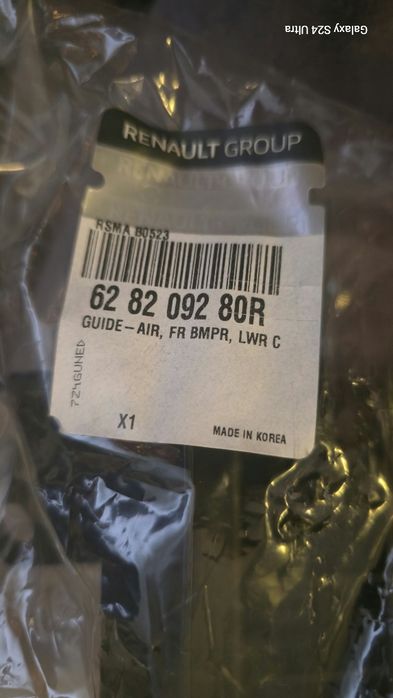 Galaxy S24 Ultra
RENAULT GROUP
RSMA B0523
62 82 092 80R
GUIDE-AIR, FR BMPR, LWR C
X1
MADE IN KOREA